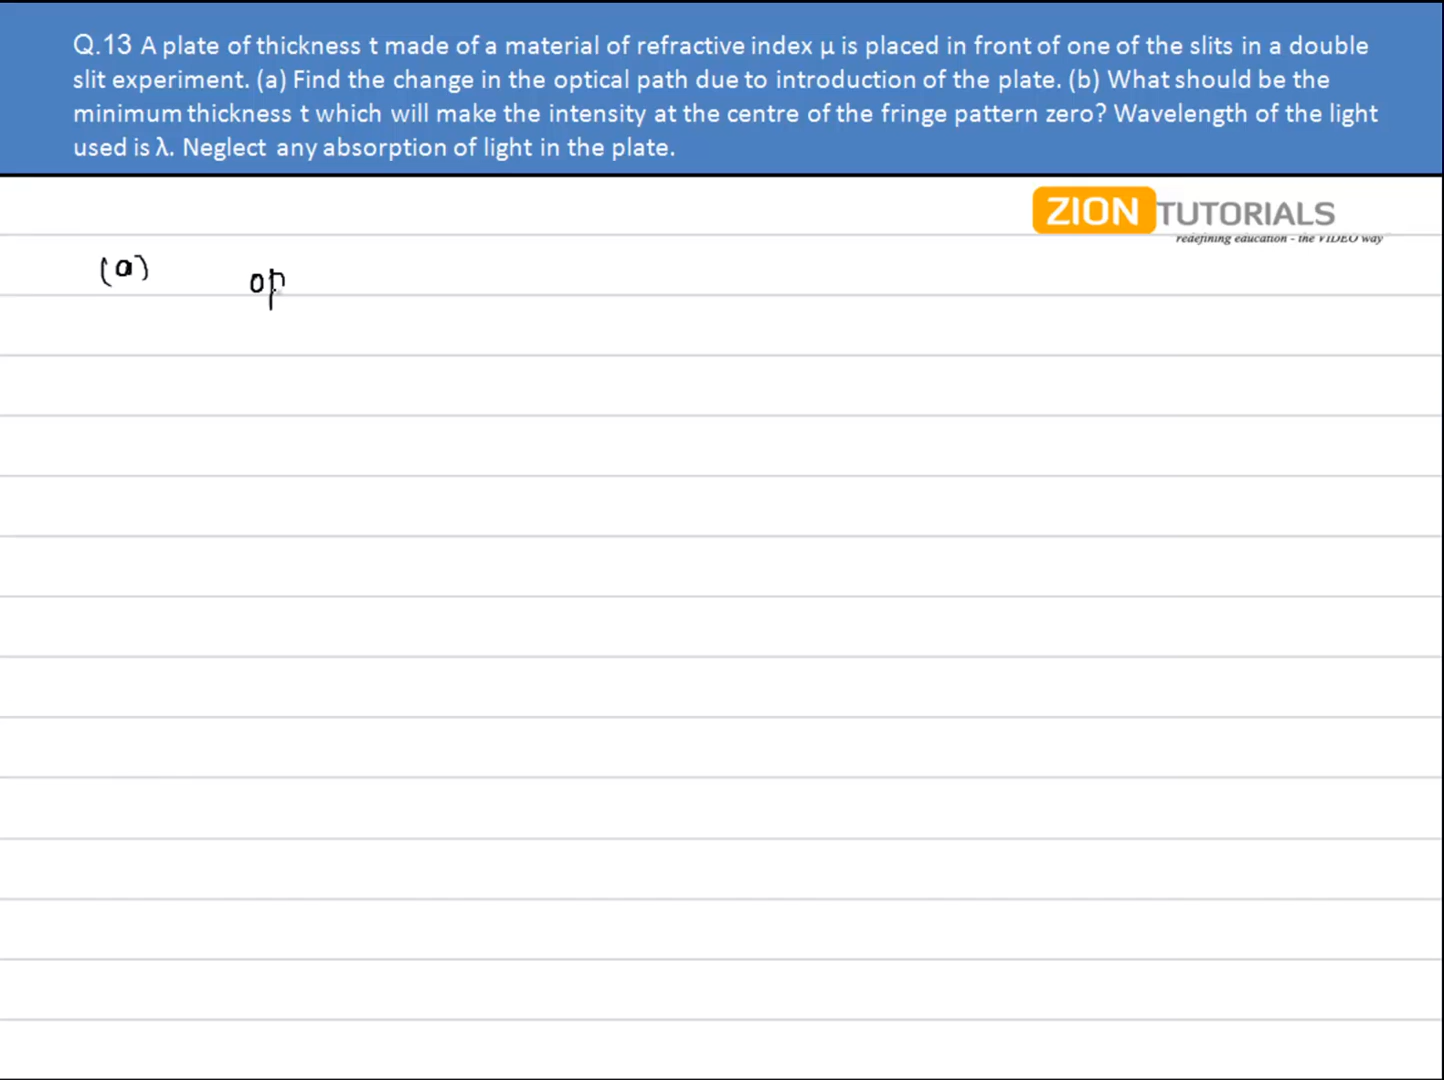 Q.13 A plate of thickness t made of a material of refractive index μ is placed in front of one of the slits in a double
slit experiment. (a) Find the change in the optical path due to introduction of the plate. (b) What should be the
minimum thickness t which will make the intensity at the centre of the fringe pattern zero? Wavelength of the light
used is λ. Neglect any absorption of light in the plate.
ZION TUTORIALS
redefining education - the VIDEO way
(a) op